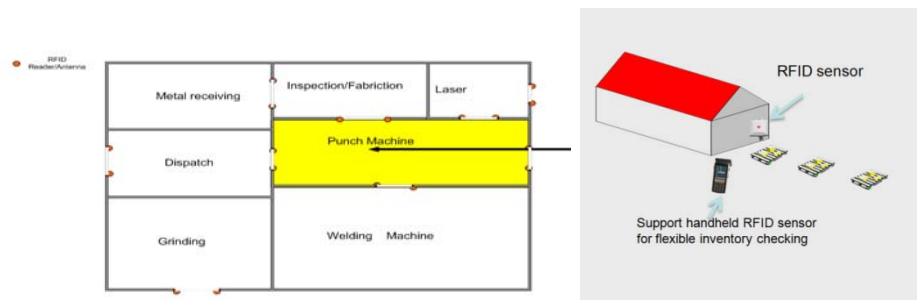 RFID
Reader/Antenna
Metal receiving
Inspection/Fabriction
Laser
Punch Machine
Dispatch
Grinding
Welding Machine
RFID sensor
Support handheld RFID sensor
for flexible inventory checking